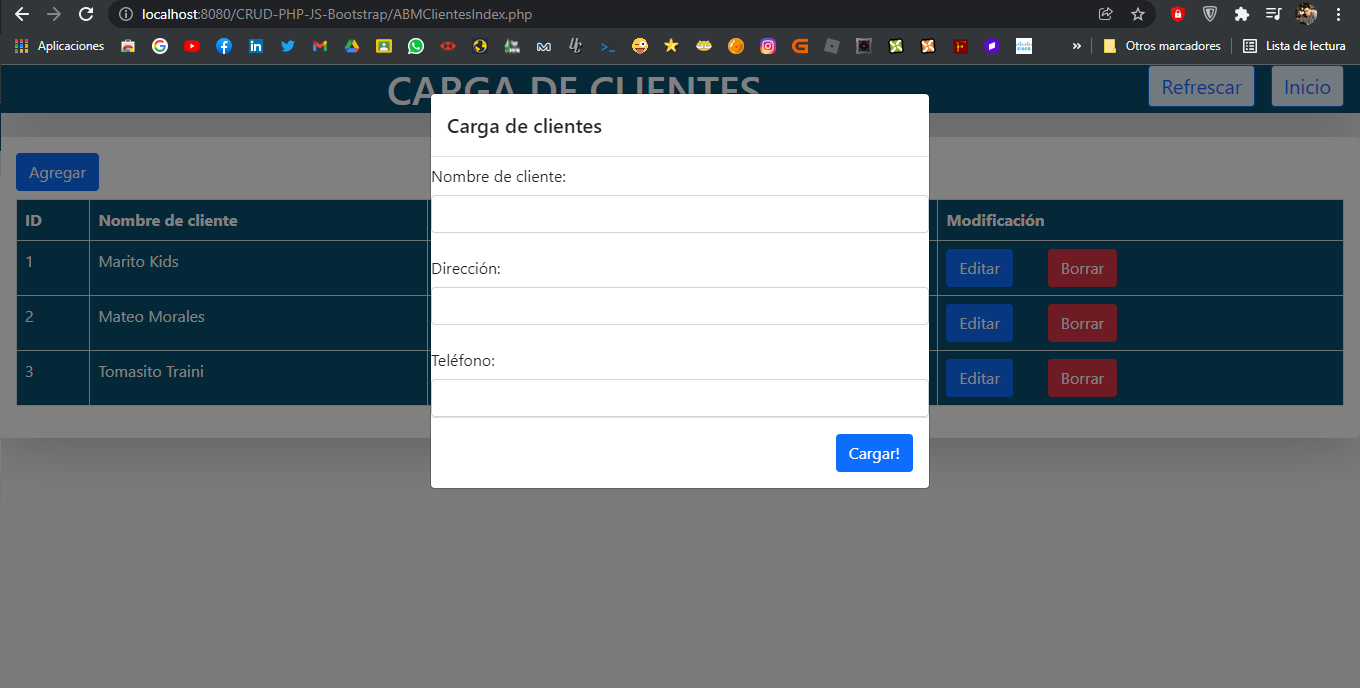 localhost:8080/CRUD-PHP-JS-Bootstrap/ABMClientesIndex.php
Aplicaciones
» Otros marcadores Lista de lectura
CARGA DE CLIENTES Refrescar Inicio
Carga de clientes
Nombre de cliente:
Dirección:
Teléfono:
Cargar!
Agregar
ID Nombre de cliente Modificación
1 Marito Kids Editar Borrar
2 Mateo Morales Editar Borrar
3 Tomasito Traini Editar Borrar